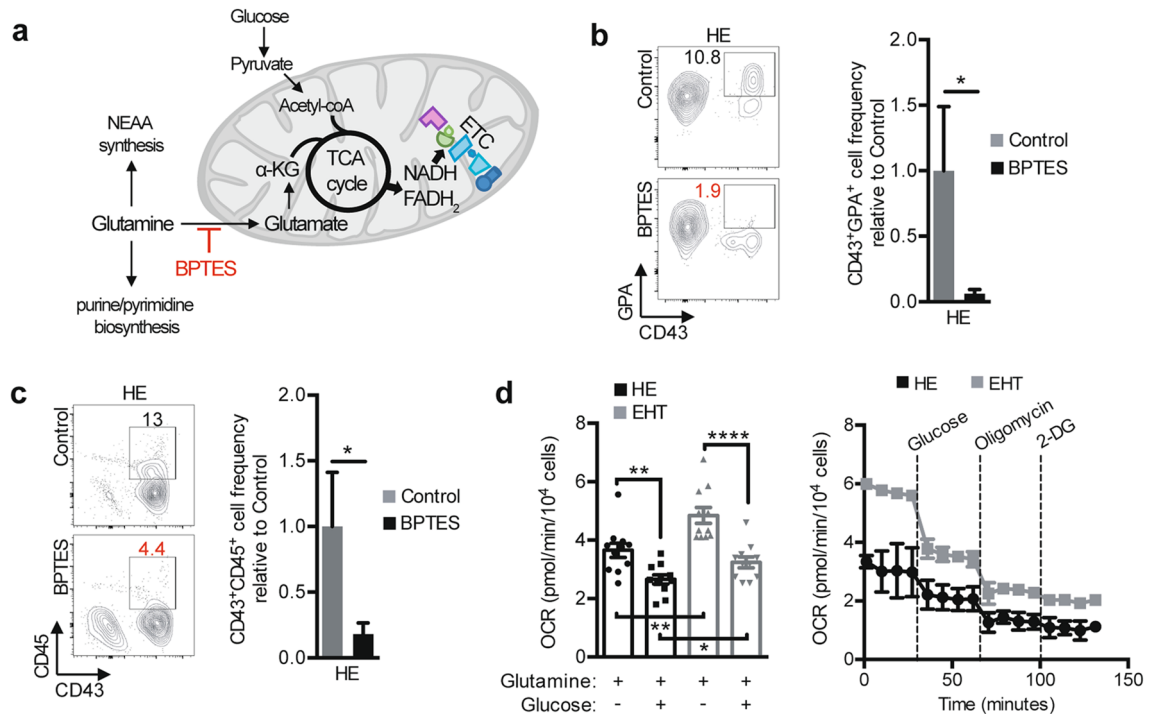 a
Glucose
Pyruvate
Acetyl-coA
NEAA
synthesis
α-KG
TCA
cycle
ETC
NADH
FADH2
Glutamine
Glutamate
BPTES
purine/pyrimidine
biosynthesis
b
HE
Control
10.8
BPTES
1.9
GPA
CD43
CD43+GPA+ cell frequency
relative to Control
2.0
1.5
1.0
0.5
0.0
*
HE
Control
BPTES
c
HE
Control
13
BPTES
4.4
CD45
CD43
CD43+CD45+ cell frequency
relative to Control
2.0
1.5
1.0
0.5
0.0
*
HE
Control
BPTES
d
HE
EHT
OCR (pmol/min/104 cells)
8
6
4
2
0
**
****
**
*
Glutamine: + + + +
Glucose: - + - +
HE EHT
OCR (pmol/min/104 cells)
8
6
4
2
0
Glucose
Oligomycin
2-DG
0 50 100 150
Time (minutes)